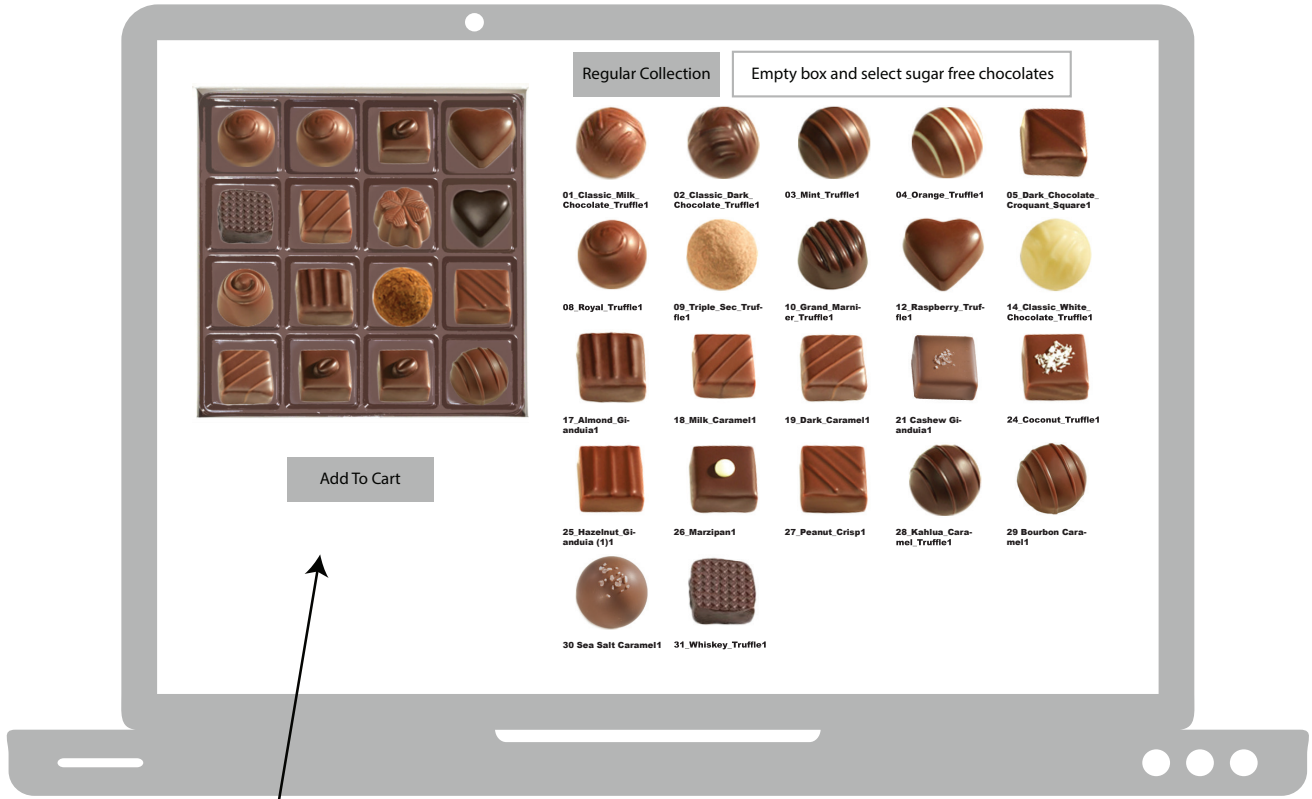 Regular Collection
Empty box and select sugar free chocolates
01_Classic_Milk_
Chocolate_Truffle1
02_Classic_Dark_
Chocolate_Truffle1
03_Mint_Truffle1
04_Orange_Truffle1
05_Dark_Chocolate_
Croquant_Square1
08_Royal_Truffle1
09_Triple_Sec_Truf-
fle1
10_Grand_Marni-
er_Truffle1
12_Raspberry_Truf-
fle1
14_Classic_White_
Chocolate_Truffle1
17_Almond_Gi-
anduia1
18_Milk_Caramel1
19_Dark_Caramel1
21 Cashew Gi-
anduia1
24_Coconut_Truffle1
25_Hazelnut_Gi-
anduia (1)1
26_Marzipan1
27_Peanut_Crisp1
28_Kahlua_Cara-
mel_Truffle1
29 Bourbon Cara-
mel1
30 Sea Salt Caramel1
31_Whiskey_Truffle1
Add To Cart